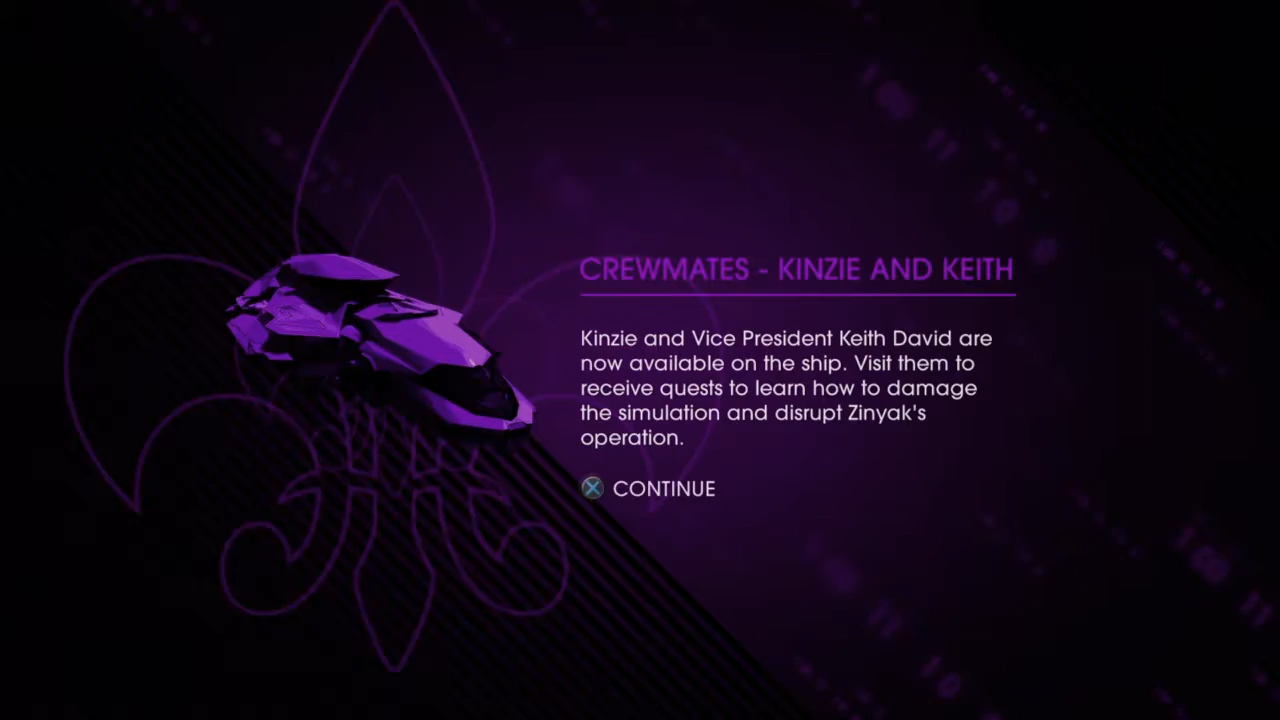 CREWMATES - KINZIE AND KEITH
Kinzie and Vice President Keith David are
now available on the ship. Visit them to
receive quests to learn how to damage
the simulation and disrupt Zinyak's
operation.
CONTINUE